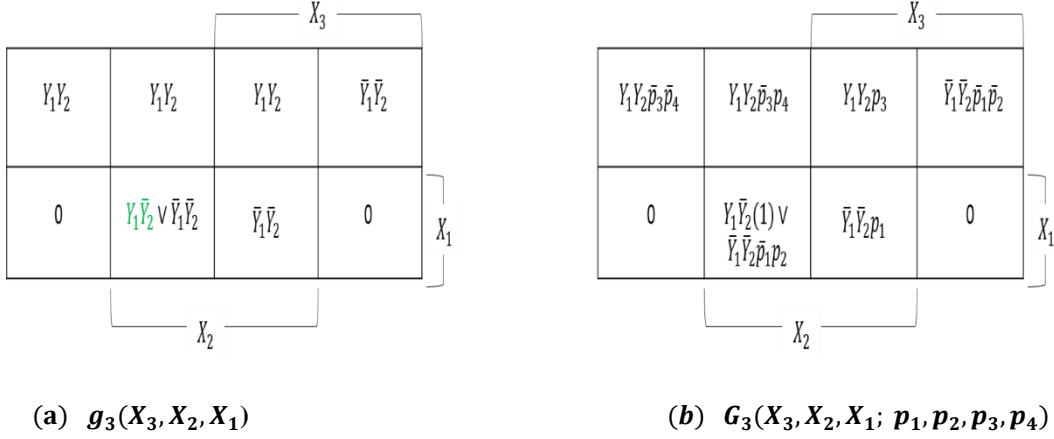 X₃ X₃
Y₁Y₂ Y₁Y₂ Y₁Y₂ Ȳ₁Ȳ₂ Y₁Y₂p̄₃p̄₄ Y₁Y₂p̄₃p₄ Y₁Y₂p₃ Ȳ₁Ȳ₂p̄₁p̄₂
0 Y₁Ȳ₂ ∨ Ȳ₁Ȳ₂ Ȳ₁Ȳ₂ 0 X₁ 0 Y₁Ȳ₂(1) ∨ Ȳ₁Ȳ₂p₁ 0 X₁
Ȳ₁Ȳ₂p̄₁p₂
X₂ X₂
(a) g₃(X₃, X₂, X₁) (b) G₃(X₃, X₂, X₁; p₁, p₂, p₃, p₄)